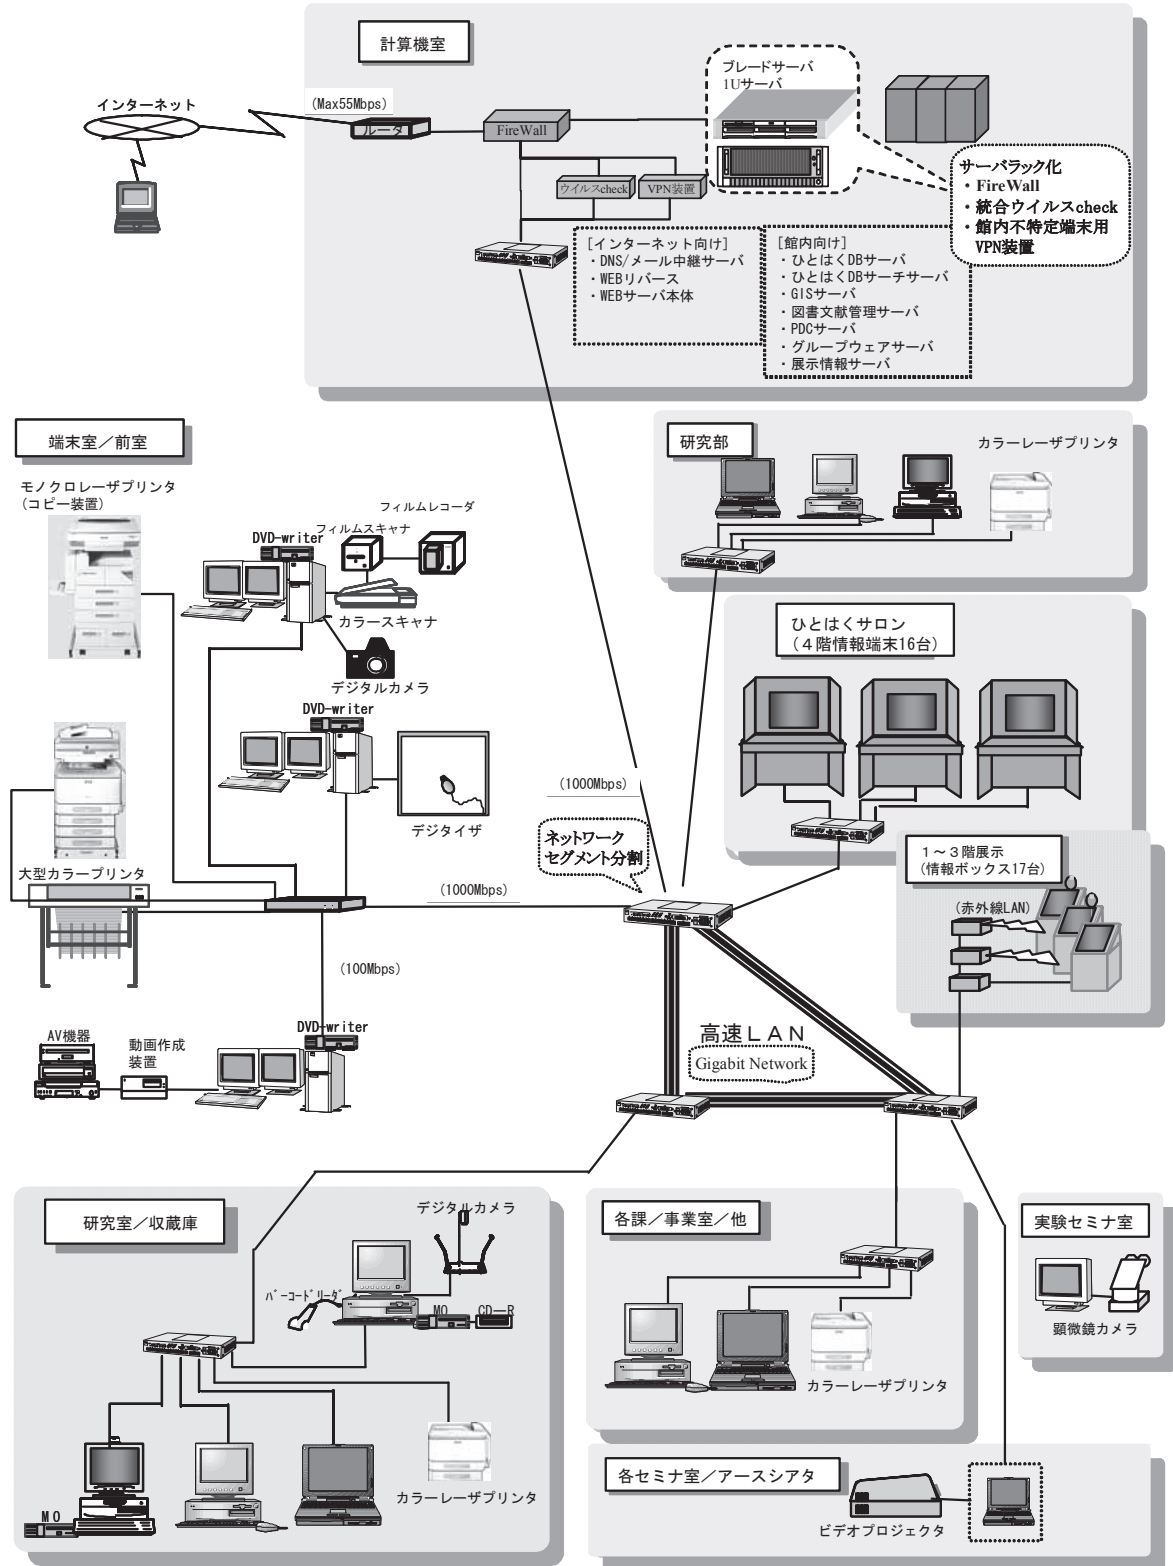 計算機室
ブレードサーバ
1Uサーバ
インターネット
(Max55Mbps)
ルータ
FireWall
ウイルスcheck
VPN装置
サーバラック化
・FireWall
・統合ウイルスcheck
・館内不特定端末用
VPN装置
[インターネット向け]
・DNS/メール中継サーバ
・WEBリバース
・WEBサーバ本体
[館内向け]
・ひとはくDBサーバ
・ひとはくDBサーチサーバ
・GISサーバ
・図書文献管理サーバ
・PDCサーバ
・グループウェアサーバ
・展示情報サーバ
端末室／前室
モノクロレーザプリンタ
(コピー装置)
フィルムレコーダ
フィルムスキャナ
DVD-writer
カラースキャナ
デジタルカメラ
DVD-writer
デジタイザ
大型カラープリンタ
研究部
カラーレーザプリンタ
ひとはくサロン
(４階情報端末16台)
(1000Mbps)
ネットワーク
セグメント分割
(1000Mbps)
１～３階展示
(情報ボックス17台)
(赤外線LAN)
(100Mbps)
AV機器
動画作成
装置
DVD-writer
高速ＬＡＮ
Gigabit Network
研究室／収蔵庫
デジタルカメラ
ﾊﾞｰｺｰﾄﾞﾘｰﾀﾞ
MO
CD－R
カラーレーザプリンタ
ＭＯ
各課／事業室／他
カラーレーザプリンタ
実験セミナ室
顕微鏡カメラ
各セミナ室／アースシアタ
ビデオプロジェクタ